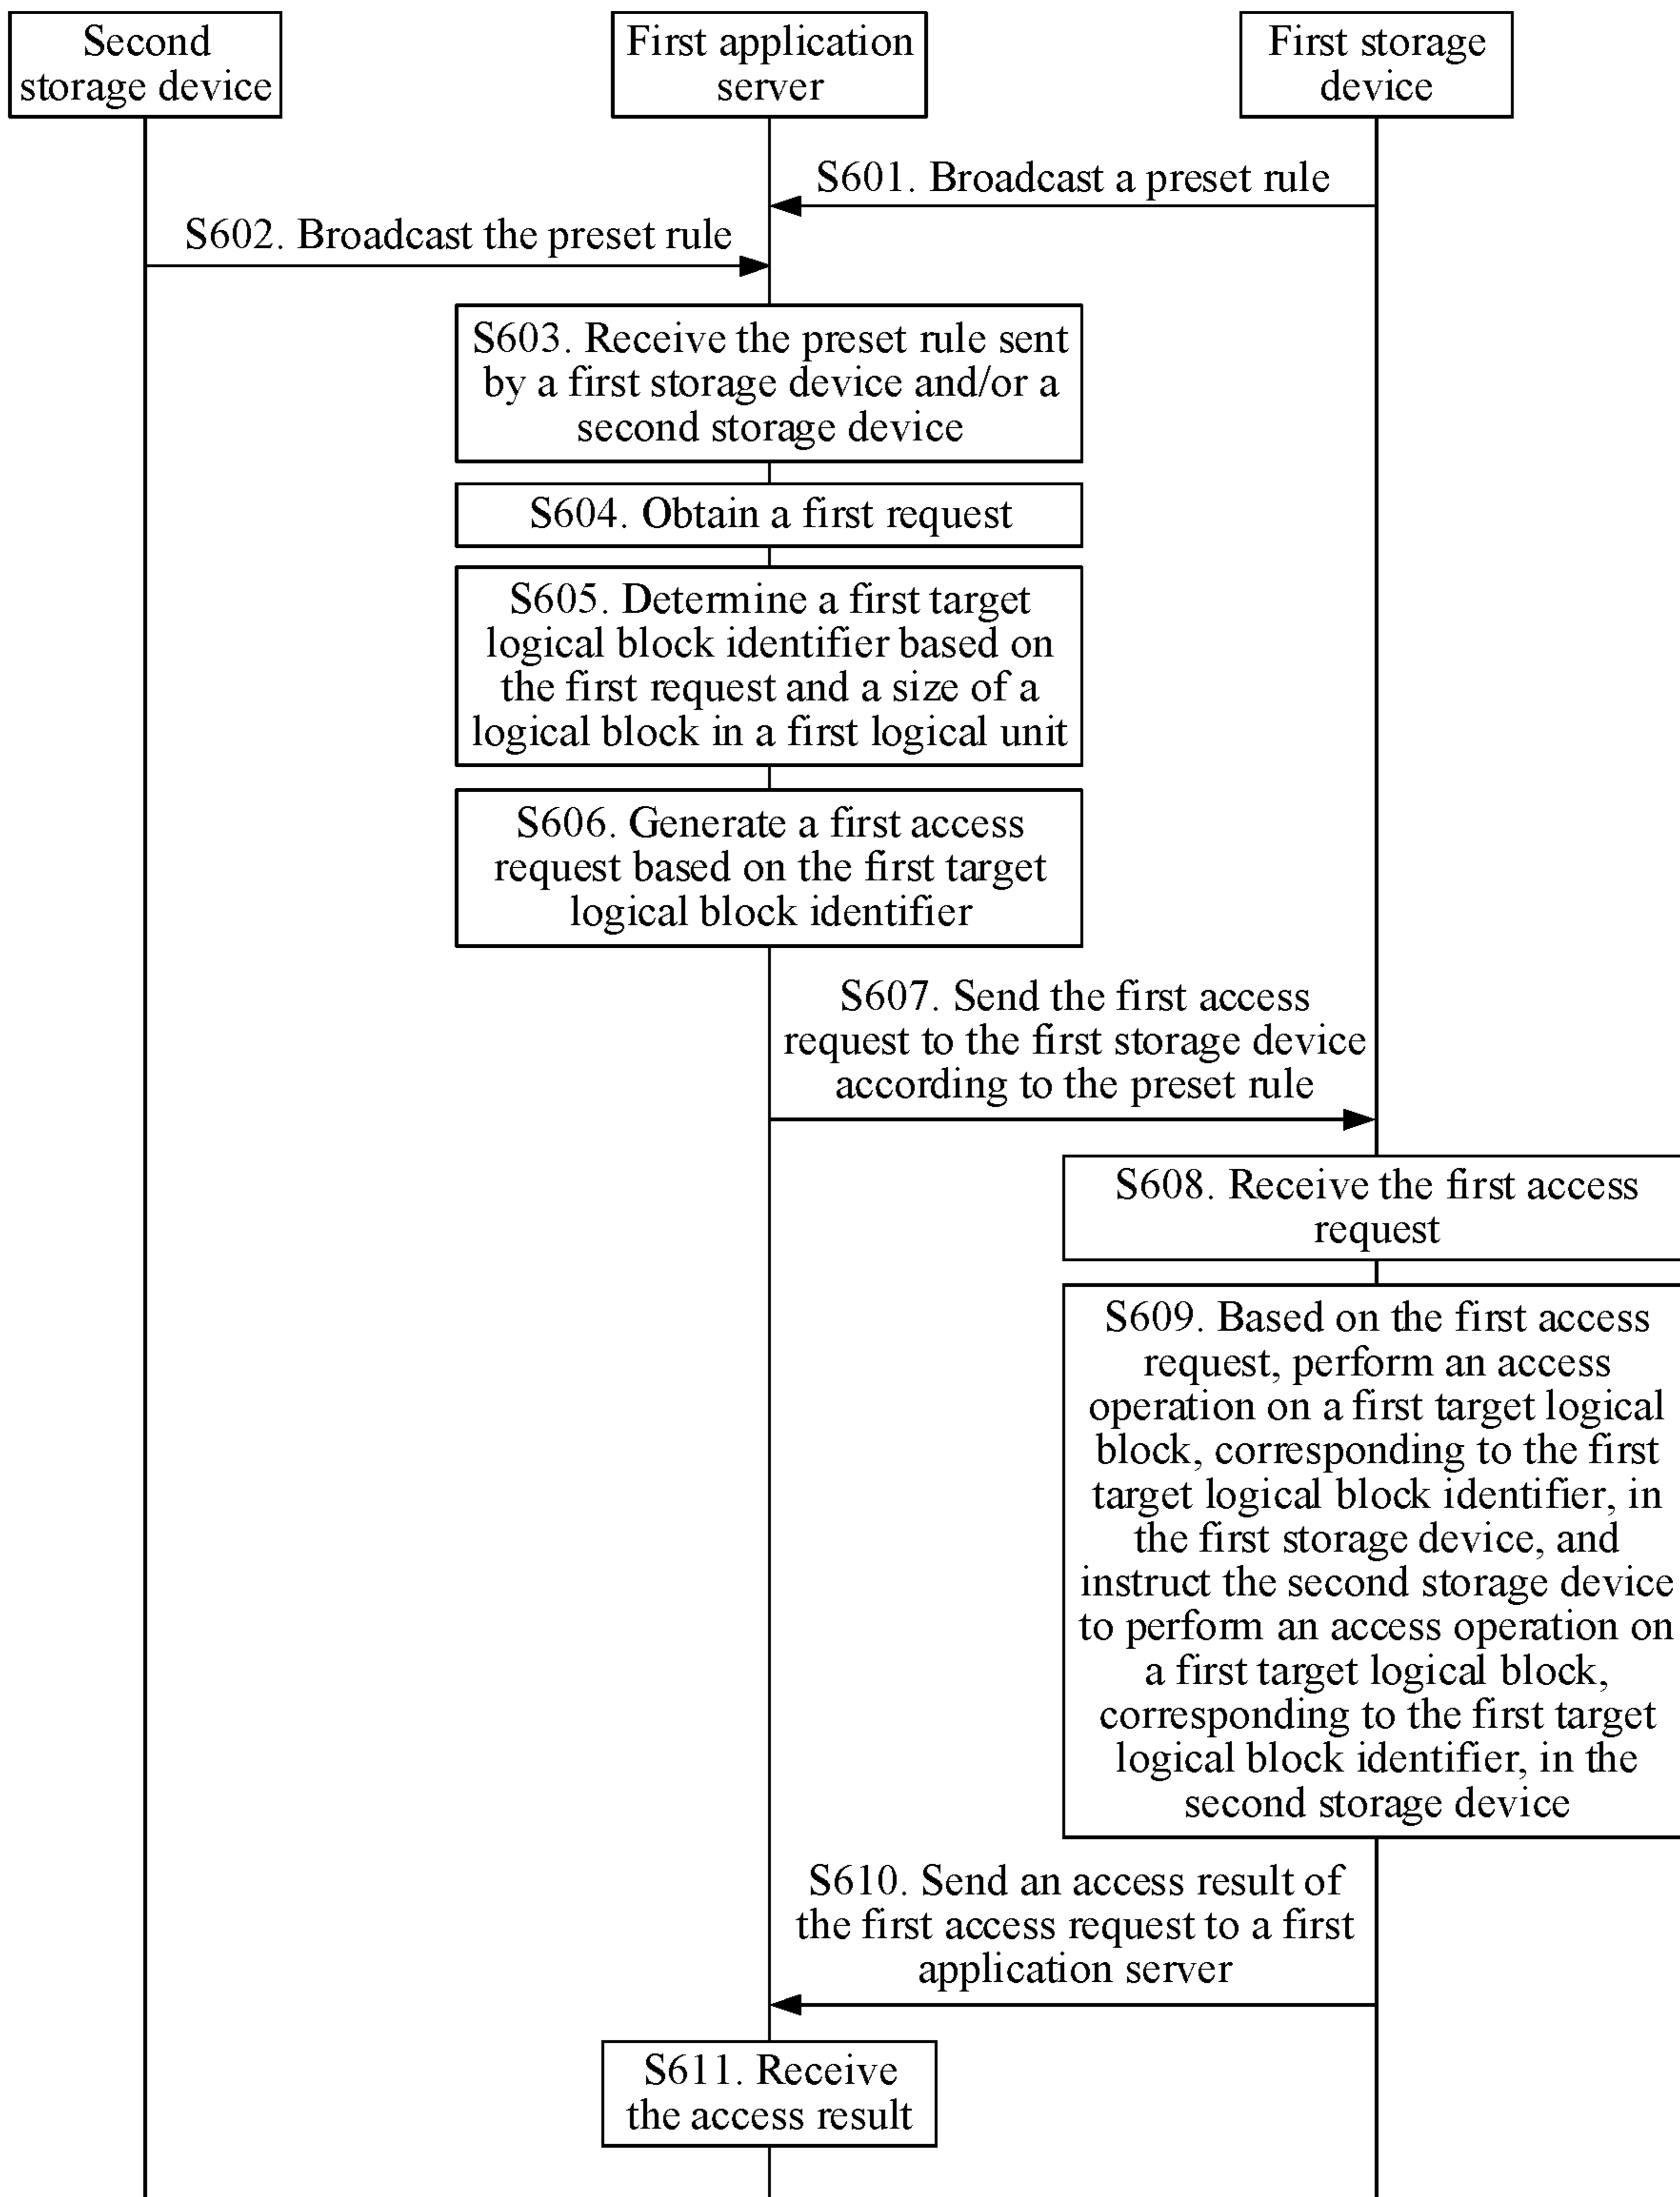 Second
storage device
First application
server
First storage
device
S601. Broadcast a preset rule
S602. Broadcast the preset rule
S603. Receive the preset rule sent
by a first storage device and/or a
second storage device
S604. Obtain a first request
S605. Determine a first target
logical block identifier based on
the first request and a size of a
logical block in a first logical unit
S606. Generate a first access
request based on the first target
logical block identifier
S607. Send the first access
request to the first storage device
according to the preset rule
S608. Receive the first access
request
S609. Based on the first access
request, perform an access
operation on a first target logical
block, corresponding to the first
target logical block identifier, in
the first storage device, and
instruct the second storage device
to perform an access operation on
a first target logical block,
corresponding to the first target
logical block identifier, in the
second storage device
S610. Send an access result of
the first access request to a first
application server
S611. Receive
the access result